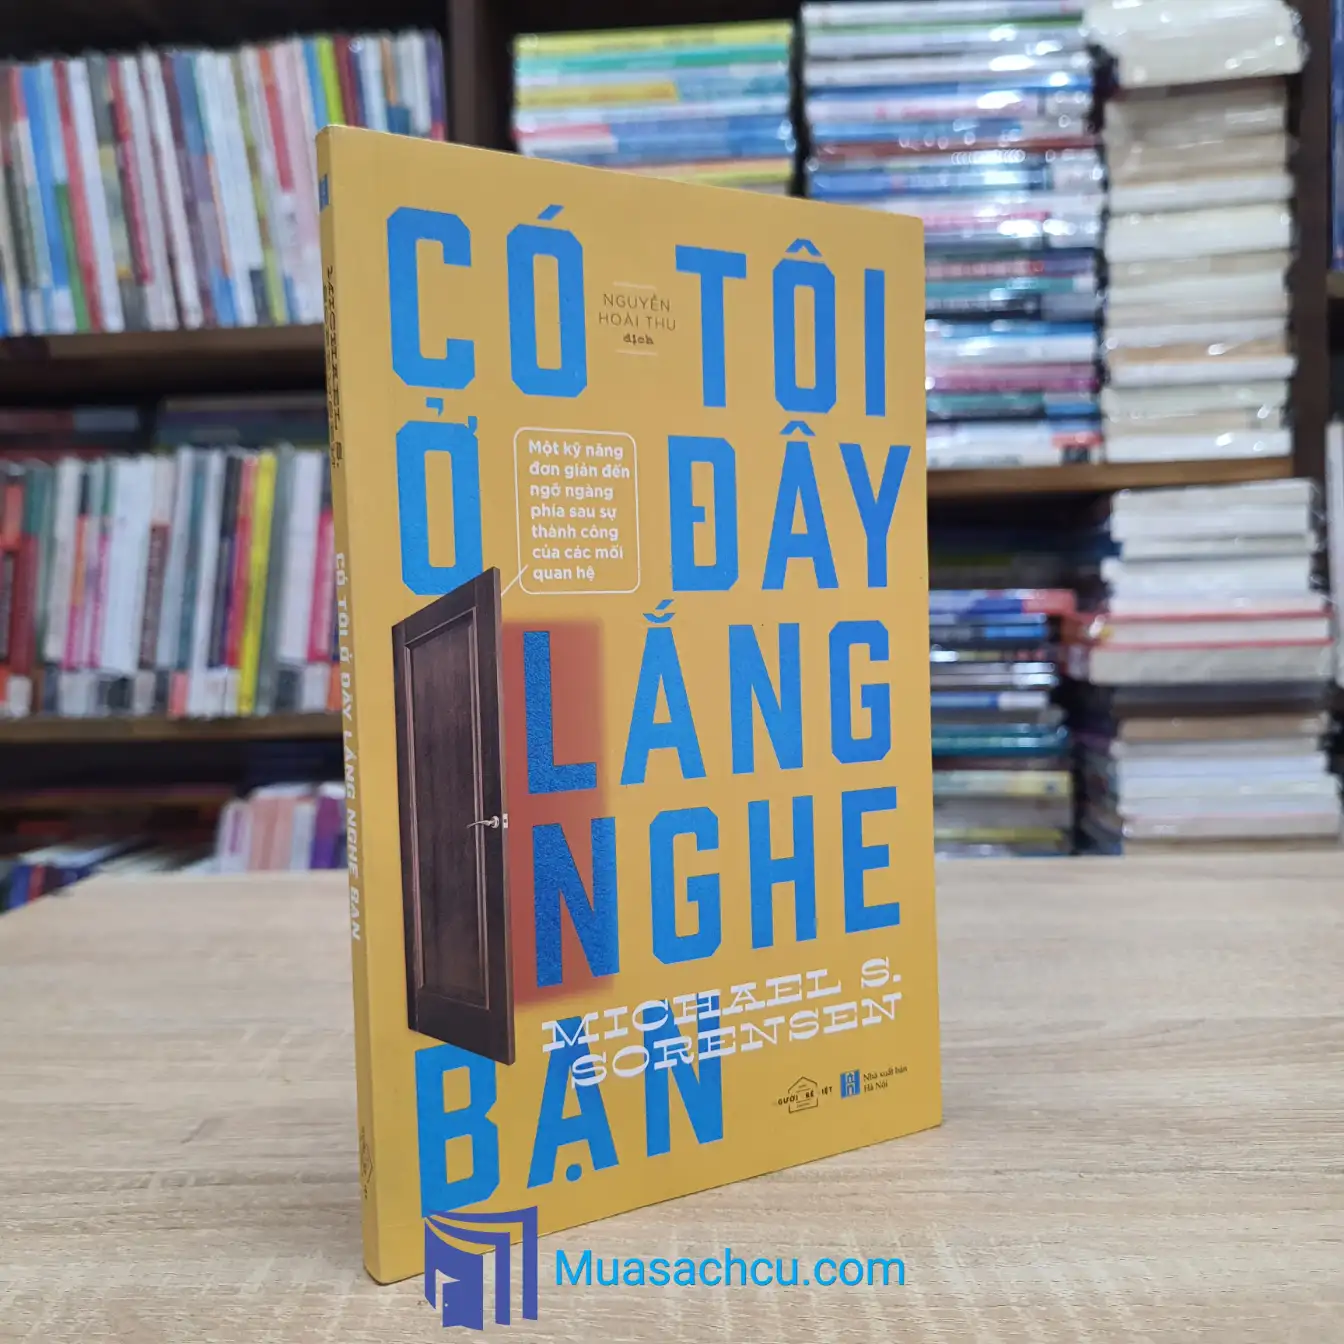 CÓ TÔI
NGUYỄN
HOÀI THU
dịch
Ở ĐÂY
Một kỹ năng
đơn giản đến
ngỡ ngàng
phía sau sự
thành công
của các mối
quan hệ
LẮNG
NGHE
MICHAEL S.
SORENSEN
BẠN
Nhà xuất bản
Hà Nội
MICHAEL S.
SORENSEN
CÓ TÔI Ở ĐÂY LẮNG NGHE BẠN
Muasachcu.com